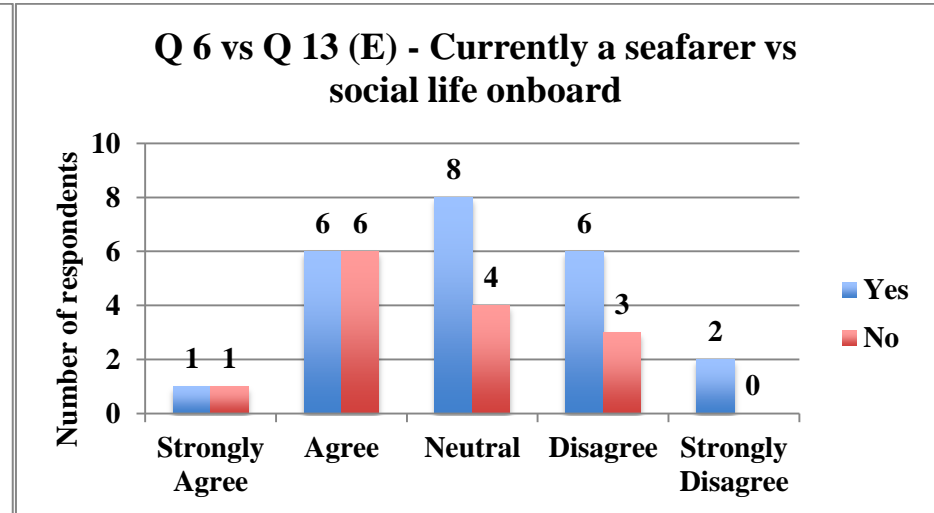 Q 6 vs Q 13 (E) - Currently a seafarer vs
social life onboard
Number of respondents
10
8
6
4
2
0
1 1
6 6
8 4
6 3
2 0
Strongly Agree
Agree
Neutral
Disagree
Strongly Disagree
Yes
No